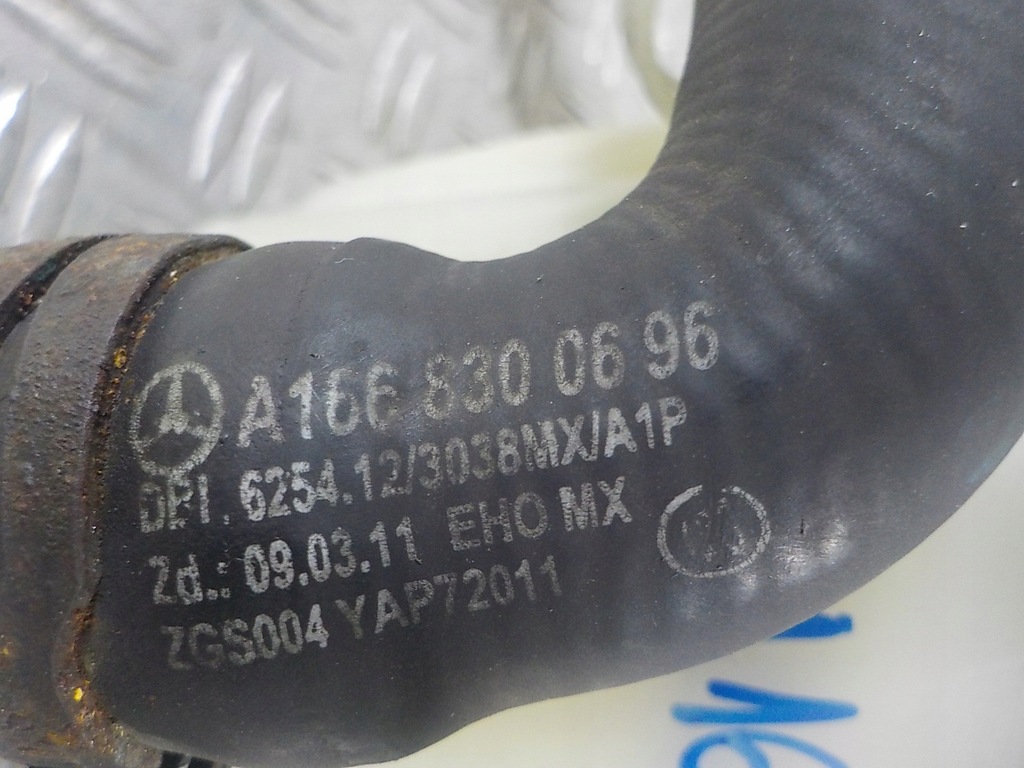 A166 830 06 96
DBL 6254.12/3038MX/A1P
Zd.: 09.03.11 EHO MX
ZGS004 YAP72011